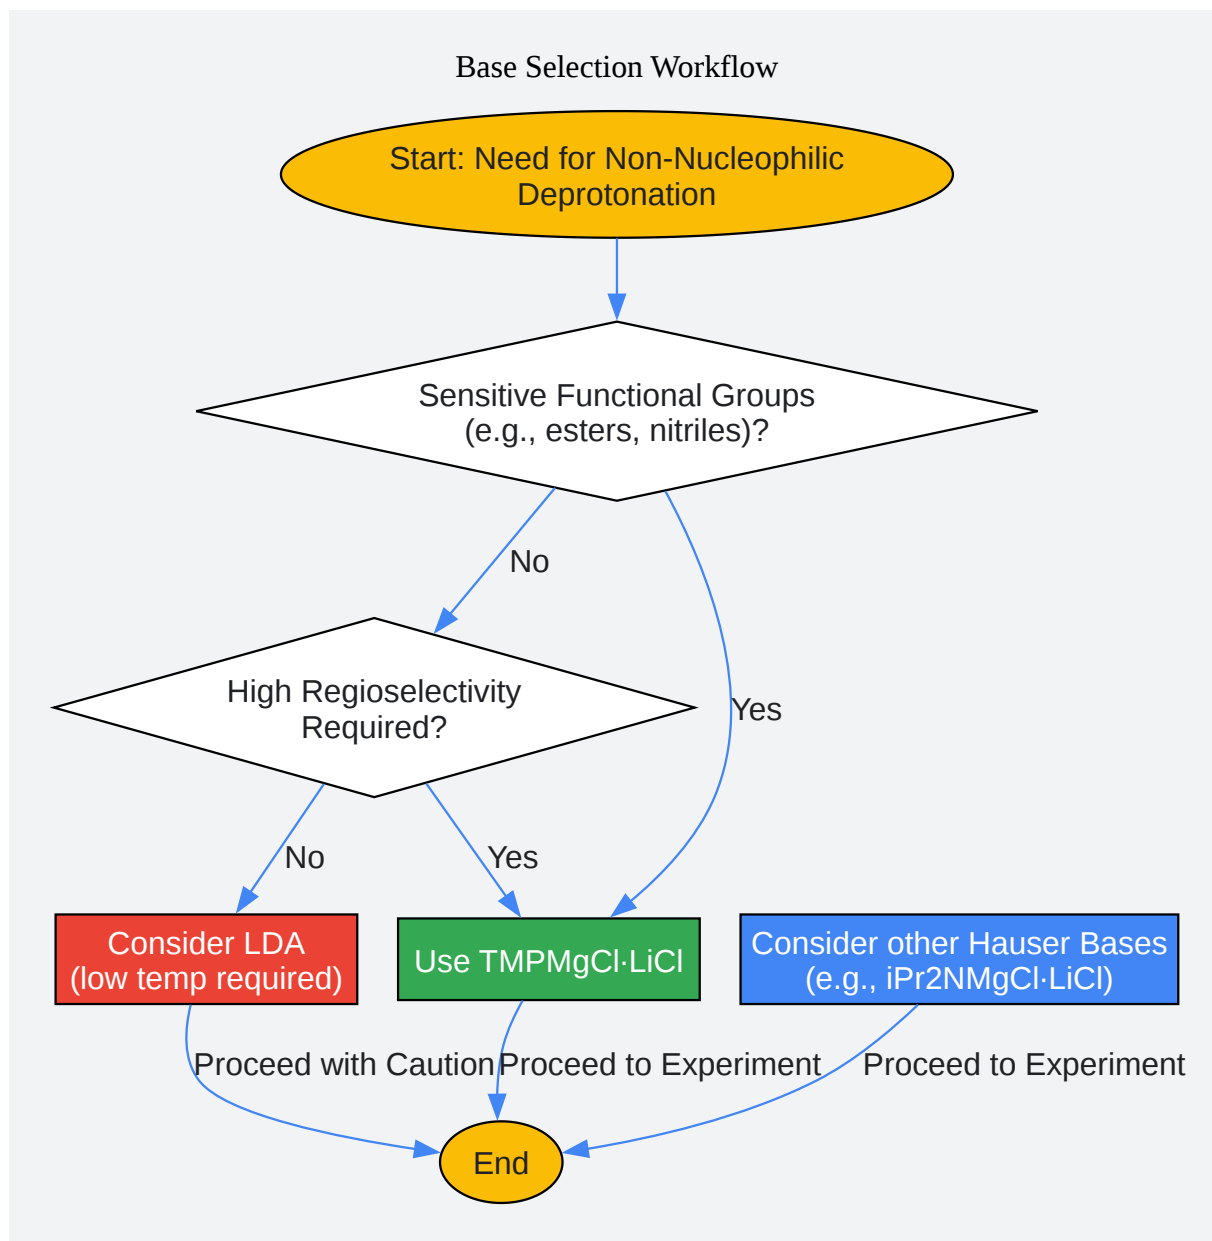 Base Selection Workflow
Start: Need for Non-Nucleophilic
Deprotonation
Sensitive Functional Groups
(e.g., esters, nitriles)?
No
High Regioselectivity
Required?
Yes
No
Yes
Consider LDA
(low temp required)
Use TMPMgCl·LiCl
Consider other Hauser Bases
(e.g., iPr2NMgCl·LiCl)
Proceed with Caution
Proceed to Experiment
Proceed to Experiment
End